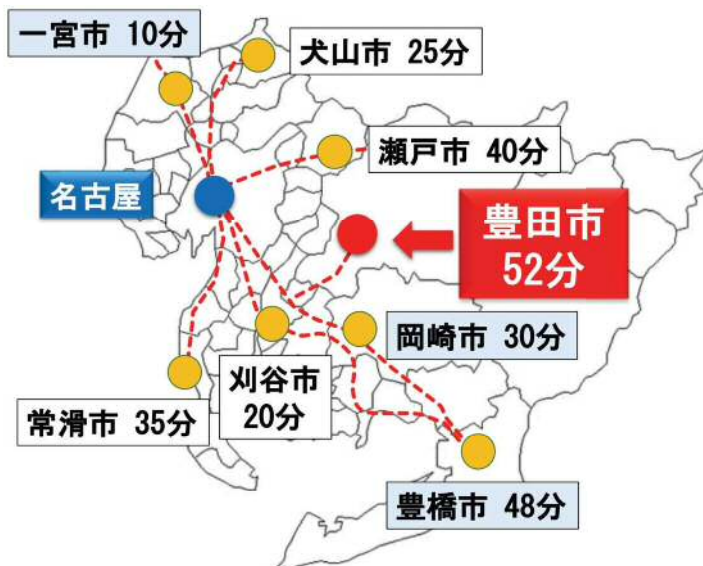 一宮市 10分
犬山市 25分
瀬戸市 40分
名古屋
豊田市
52分
岡崎市 30分
刈谷市
20分
常滑市 35分
豊橋市 48分